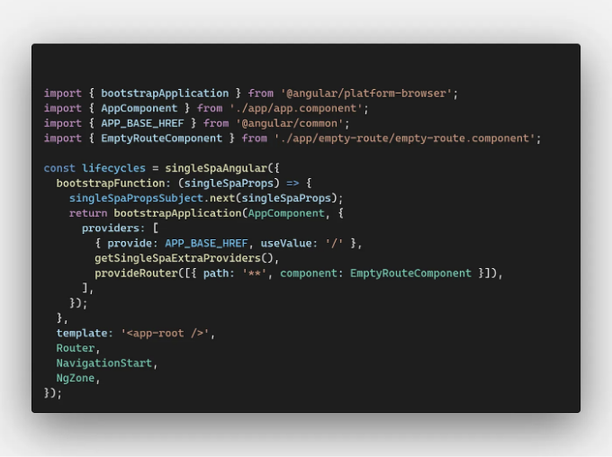 import { bootstrapApplication } from '@angular/platform-browser';
import { AppComponent } from './app/app.component';
import { APP_BASE_HREF } from '@angular/common';
import { EmptyRouteComponent } from './app/empty-route/empty-route.component';
const lifecycles = singleSpaAngular({
bootstrapFunction: (singleSpaProps) => {
singleSpaPropsSubject.next(singleSpaProps);
return bootstrapApplication(AppComponent, {
providers: [
{ provide: APP_BASE_HREF, useValue: '/' },
getSingleSpaExtraProviders(),
provideRouter([{ path: '**', component: EmptyRouteComponent }]),
],
});
},
template: '<app-root />',
Router,
NavigationStart,
NgZone,
});